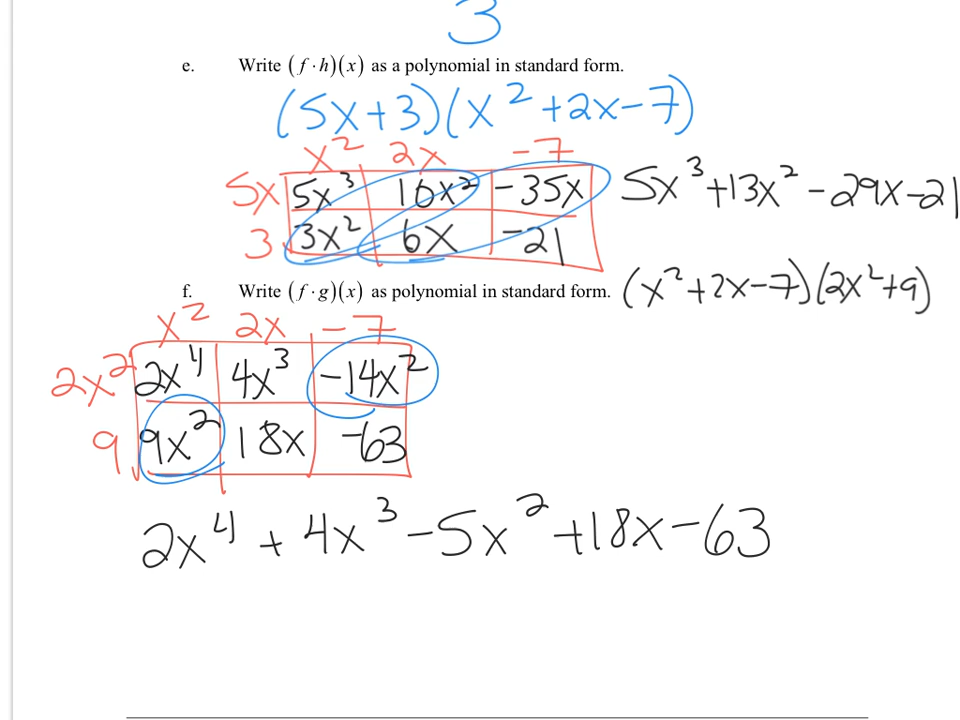 3
e. Write (f·h)(x) as a polynomial in standard form.
(5x+3)(x²+2x-7)
x² 2x -7
5x 5x³ 10x² -35x 5x³+13x²-29x-21
3 3x² 6x -21
f. Write (f·g)(x) as polynomial in standard form. (x²+2x-7)(2x²+9)
x² 2x -7
2x² 2x⁴ 4x³ -14x²
9 9x² 18x -63
2x⁴+4x³-5x²+18x-63